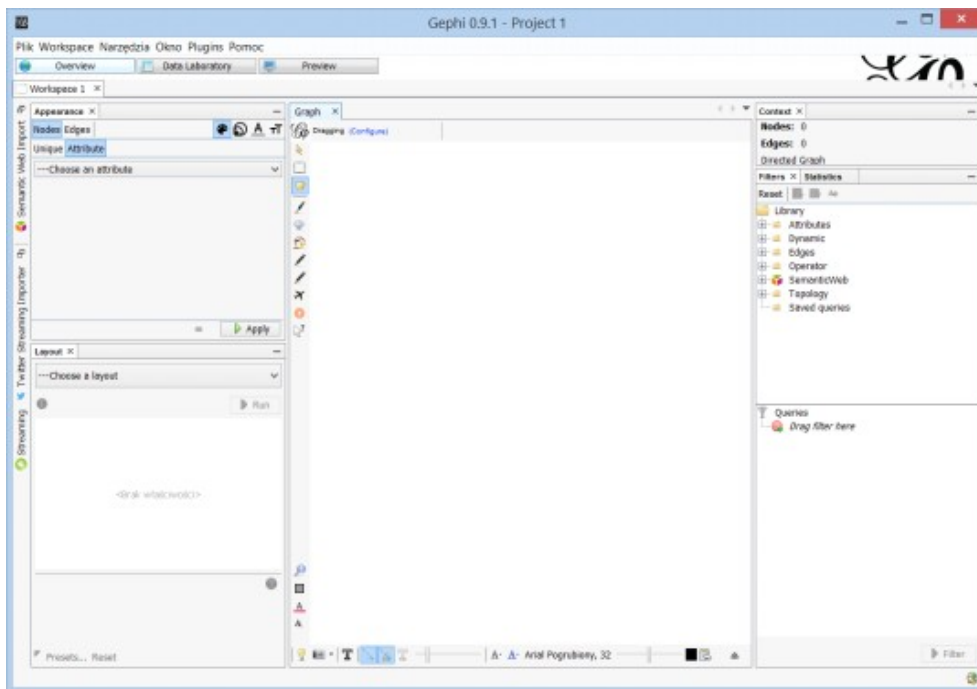 Gephi 0.9.1 - Project 1
Plik Workspace Narzędzia Okno Plugins Pomoc
Overview Data Laboratory Preview
Workspace 1 ×
Appearance ×
Nodes Edges
Unique Attribute
---Choose an attribute
Apply
Layout ×
---Choose a layout
Run
<Brak właściwości>
Presets... Reset
Semantic Web Import
Twitter Streaming Importer
Streaming
Graph ×
Dragging (Configure)
Arial Pogrubiony, 32
Context ×
Nodes: 0
Edges: 0
Directed Graph
Filters × Statistics
Reset
Library
Attributes
Dynamic
Edges
Operator
SemanticWeb
Topology
Saved queries
Queries
Drag filter here
Filter